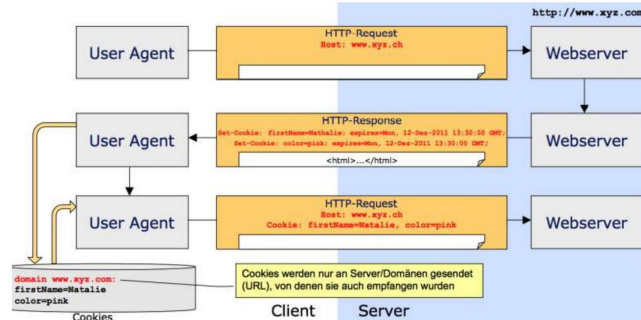 http://www.xyz.com
User Agent
HTTP-Request
Host: www.xyz.ch
Webserver
User Agent
HTTP-Response
Set-Cookie: firstName=Nathalie; expires=Mon, 12-Dez-2011 13:30:00 GMT;
Set-Cookie: color=pink; expires=Mon, 12-Dez-2011 13:30:00 GMT;
<html>...</html>
Webserver
User Agent
HTTP-Request
Host: www.xyz.ch
Cookie: firstName=Natalie, color=pink
Webserver
domain www.xyz.com:
firstName=Natalie
color=pink
Cookies
Cookies werden nur an Server/Domänen gesendet
(URL), von denen sie auch empfangen wurden
Client
Server